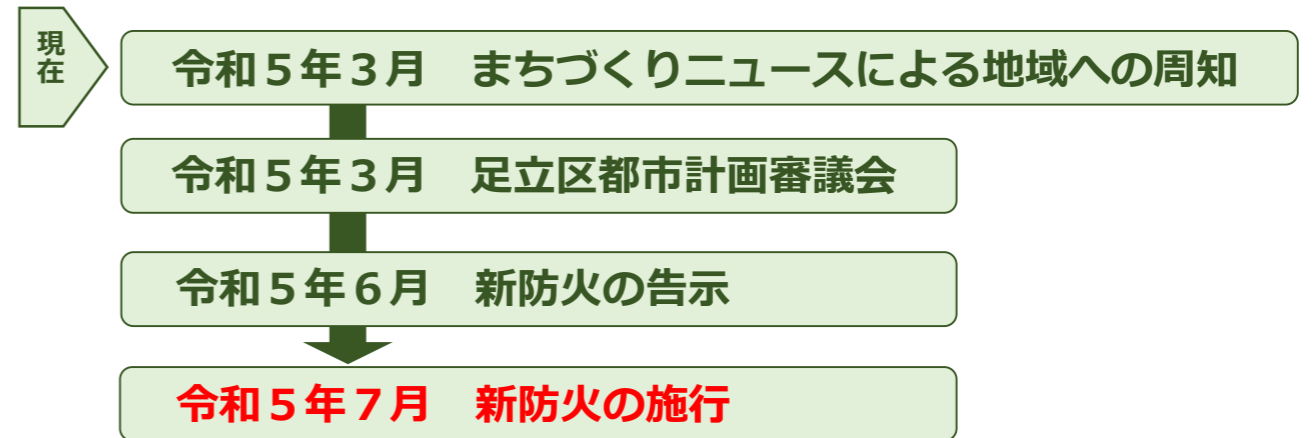 現在
令和５年３月　まちづくりニュースによる地域への周知
令和５年３月　足立区都市計画審議会
令和５年６月　新防火の告示
令和５年７月　新防火の施行